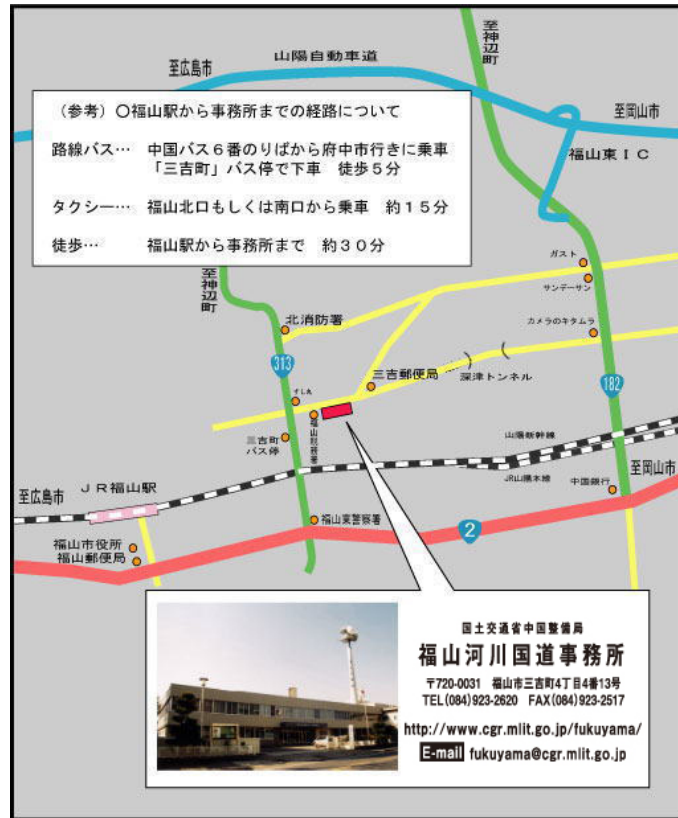 至神辺町
山陽自動車道
至広島市
至岡山市
福山東IC
（参考）〇福山駅から事務所までの経路について
路線バス… 中国バス６番のりばから府中市行きに乗車
「三吉町」バス停で下車 徒歩５分
タクシー… 福山北口もしくは南口から乗車 約１５分
徒歩… 福山駅から事務所まで 約３０分
至神辺町
ガスト
サンデーサン
北消防署
カメラのキタムラ
313
三吉郵便局
深津トンネル
182
すし丸
福山税務署
三吉町
バス停
山陽新幹線
JR山陽本線
至広島市
JR福山駅
中国銀行
至岡山市
福山東警察署
2
福山市役所
福山郵便局
国土交通省中国整備局
福山河川国道事務所
〒720-0031 福山市三吉町4丁目4番13号
TEL(084)923-2620 FAX(084)923-2517
http://www.cgr.mlit.go.jp/fukuyama/
E-mail fukuyama@cgr.mlit.go.jp